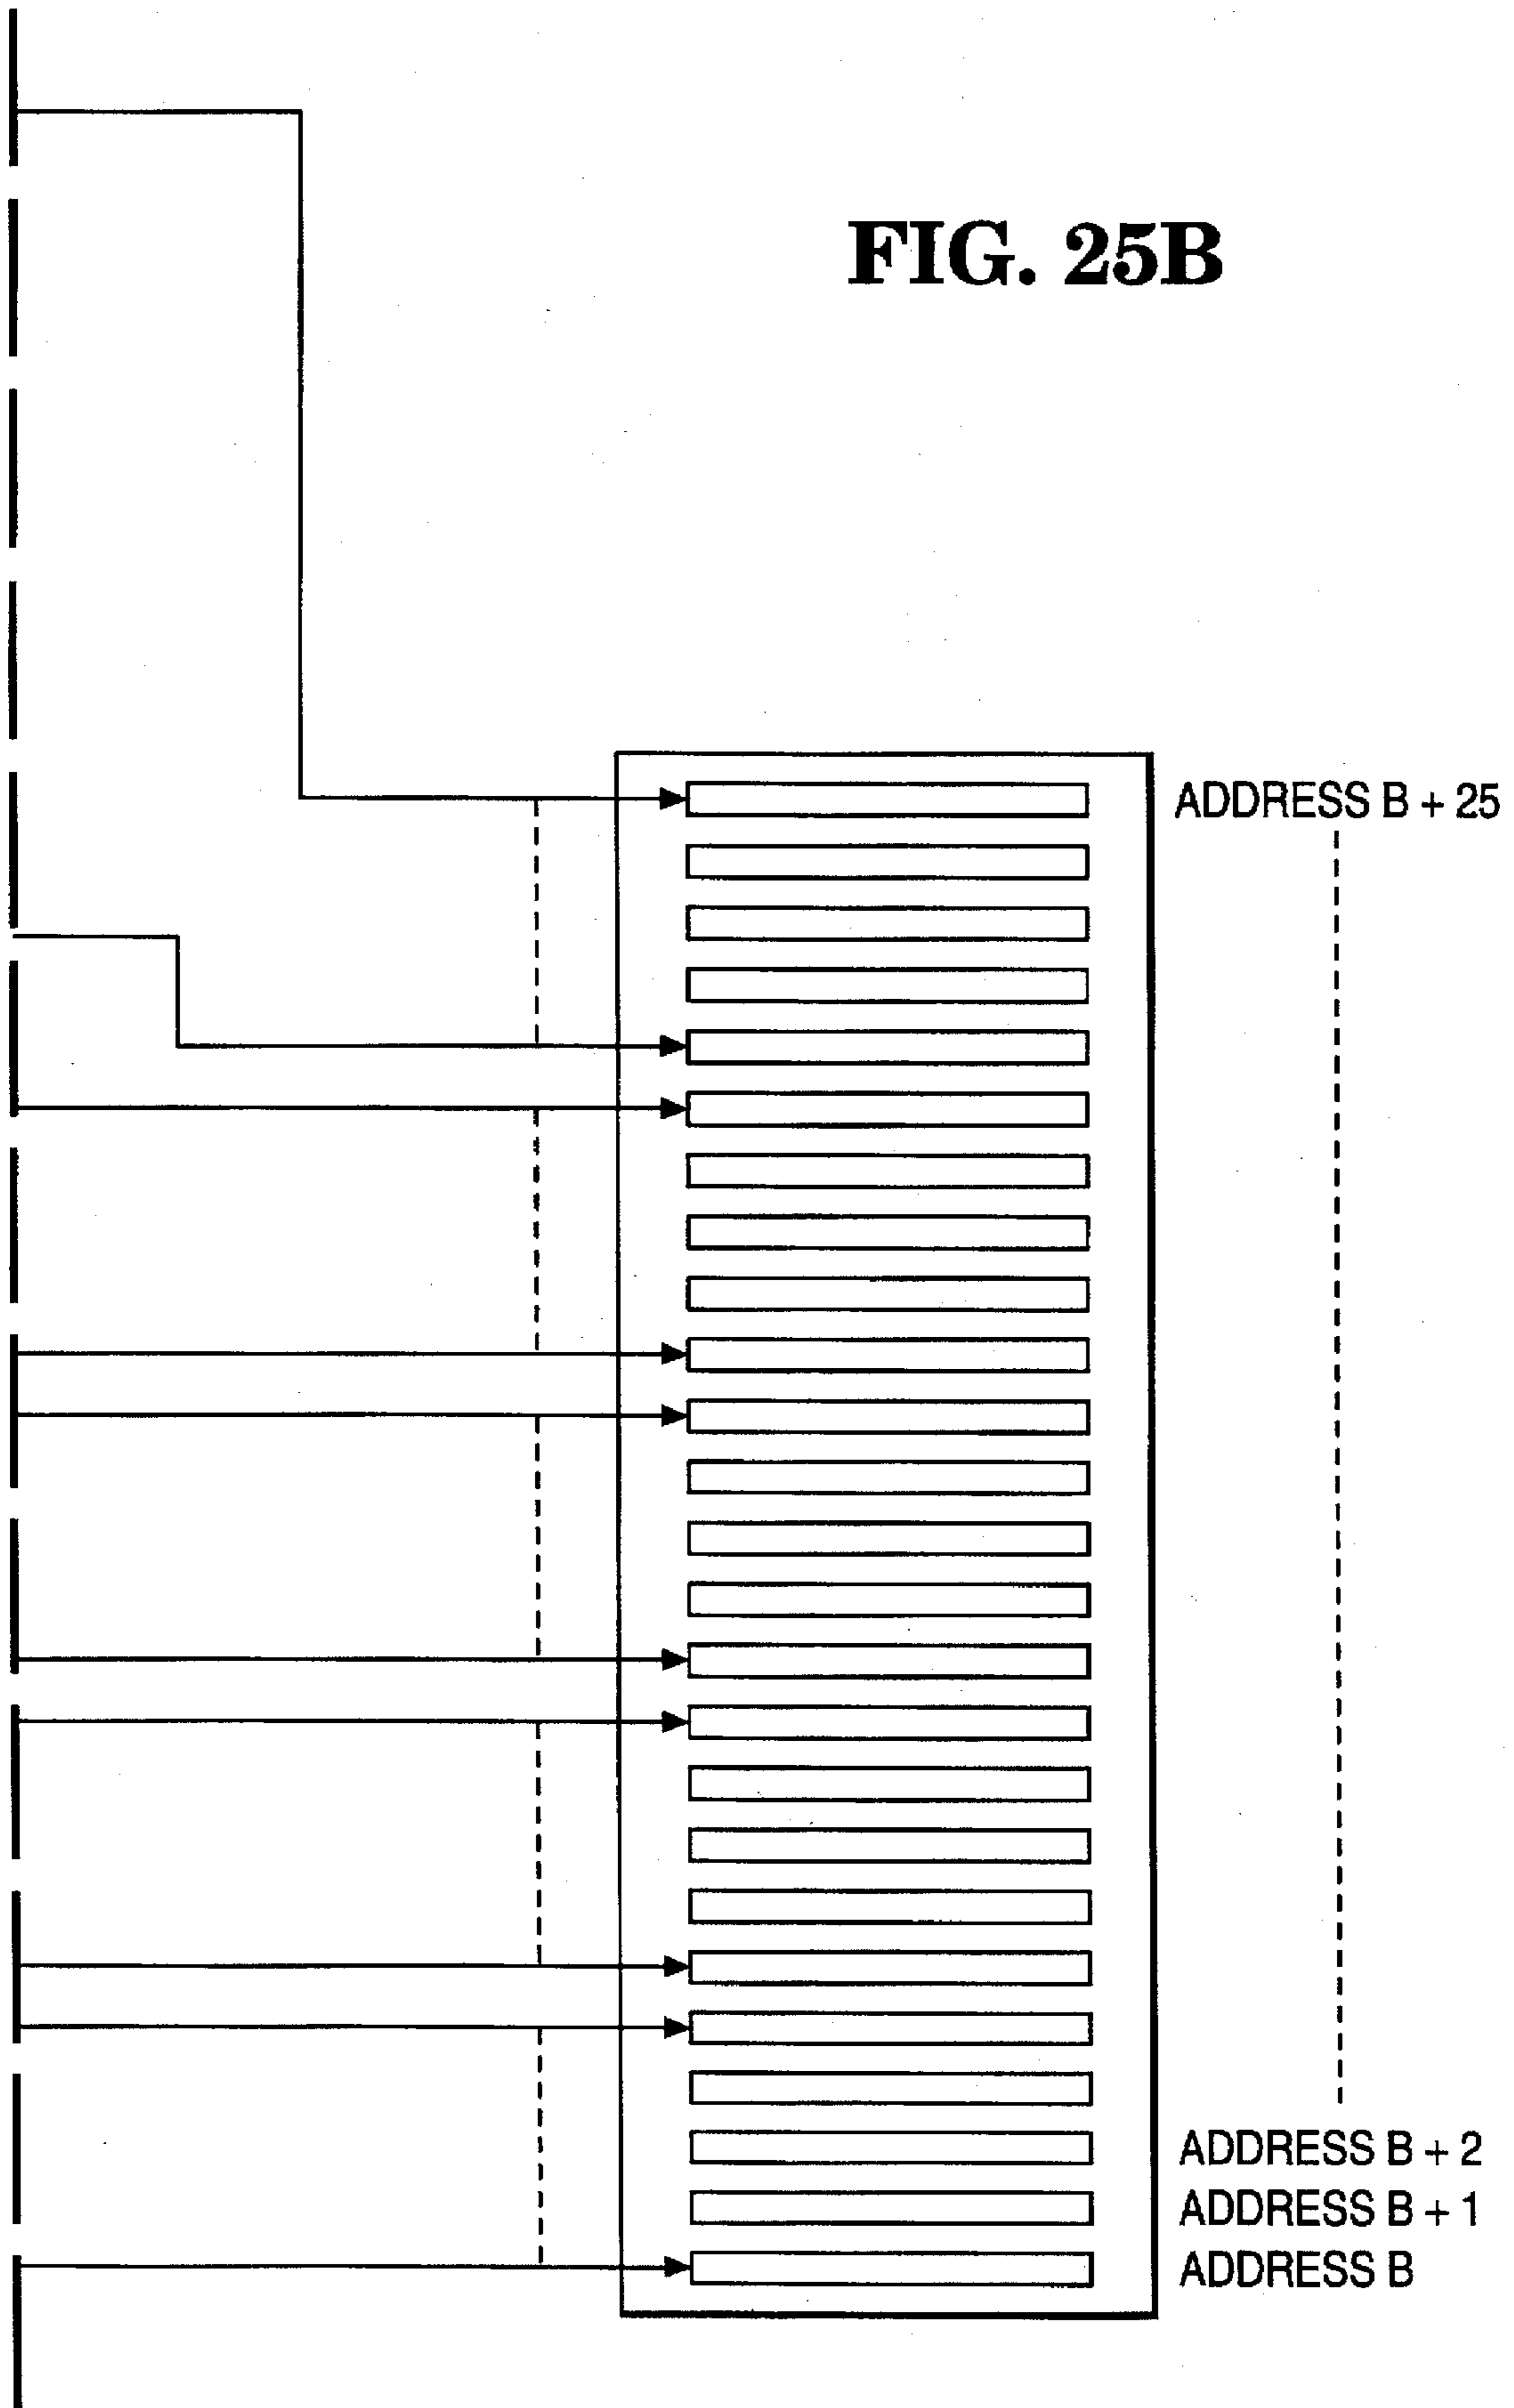 FIG. 25B
ADDRESS B + 25
ADDRESS B + 2
ADDRESS B + 1
ADDRESS B